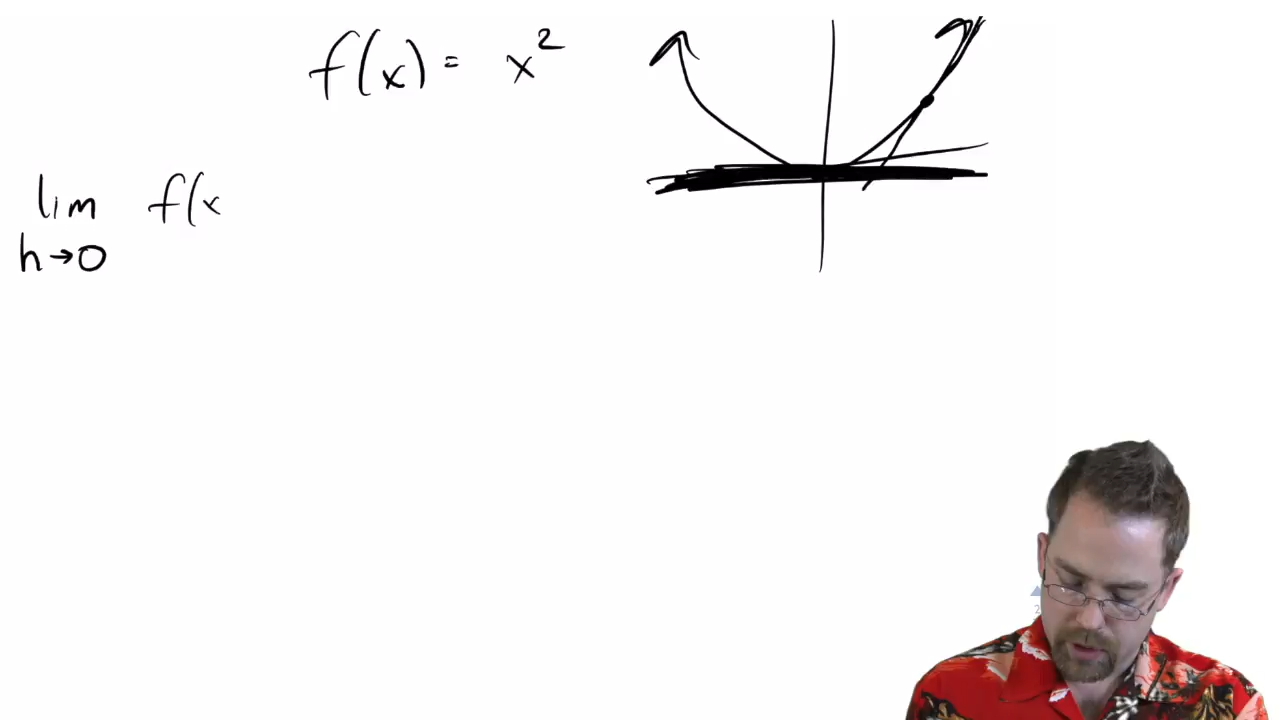 f(x) = x²
lim f(x
h→0